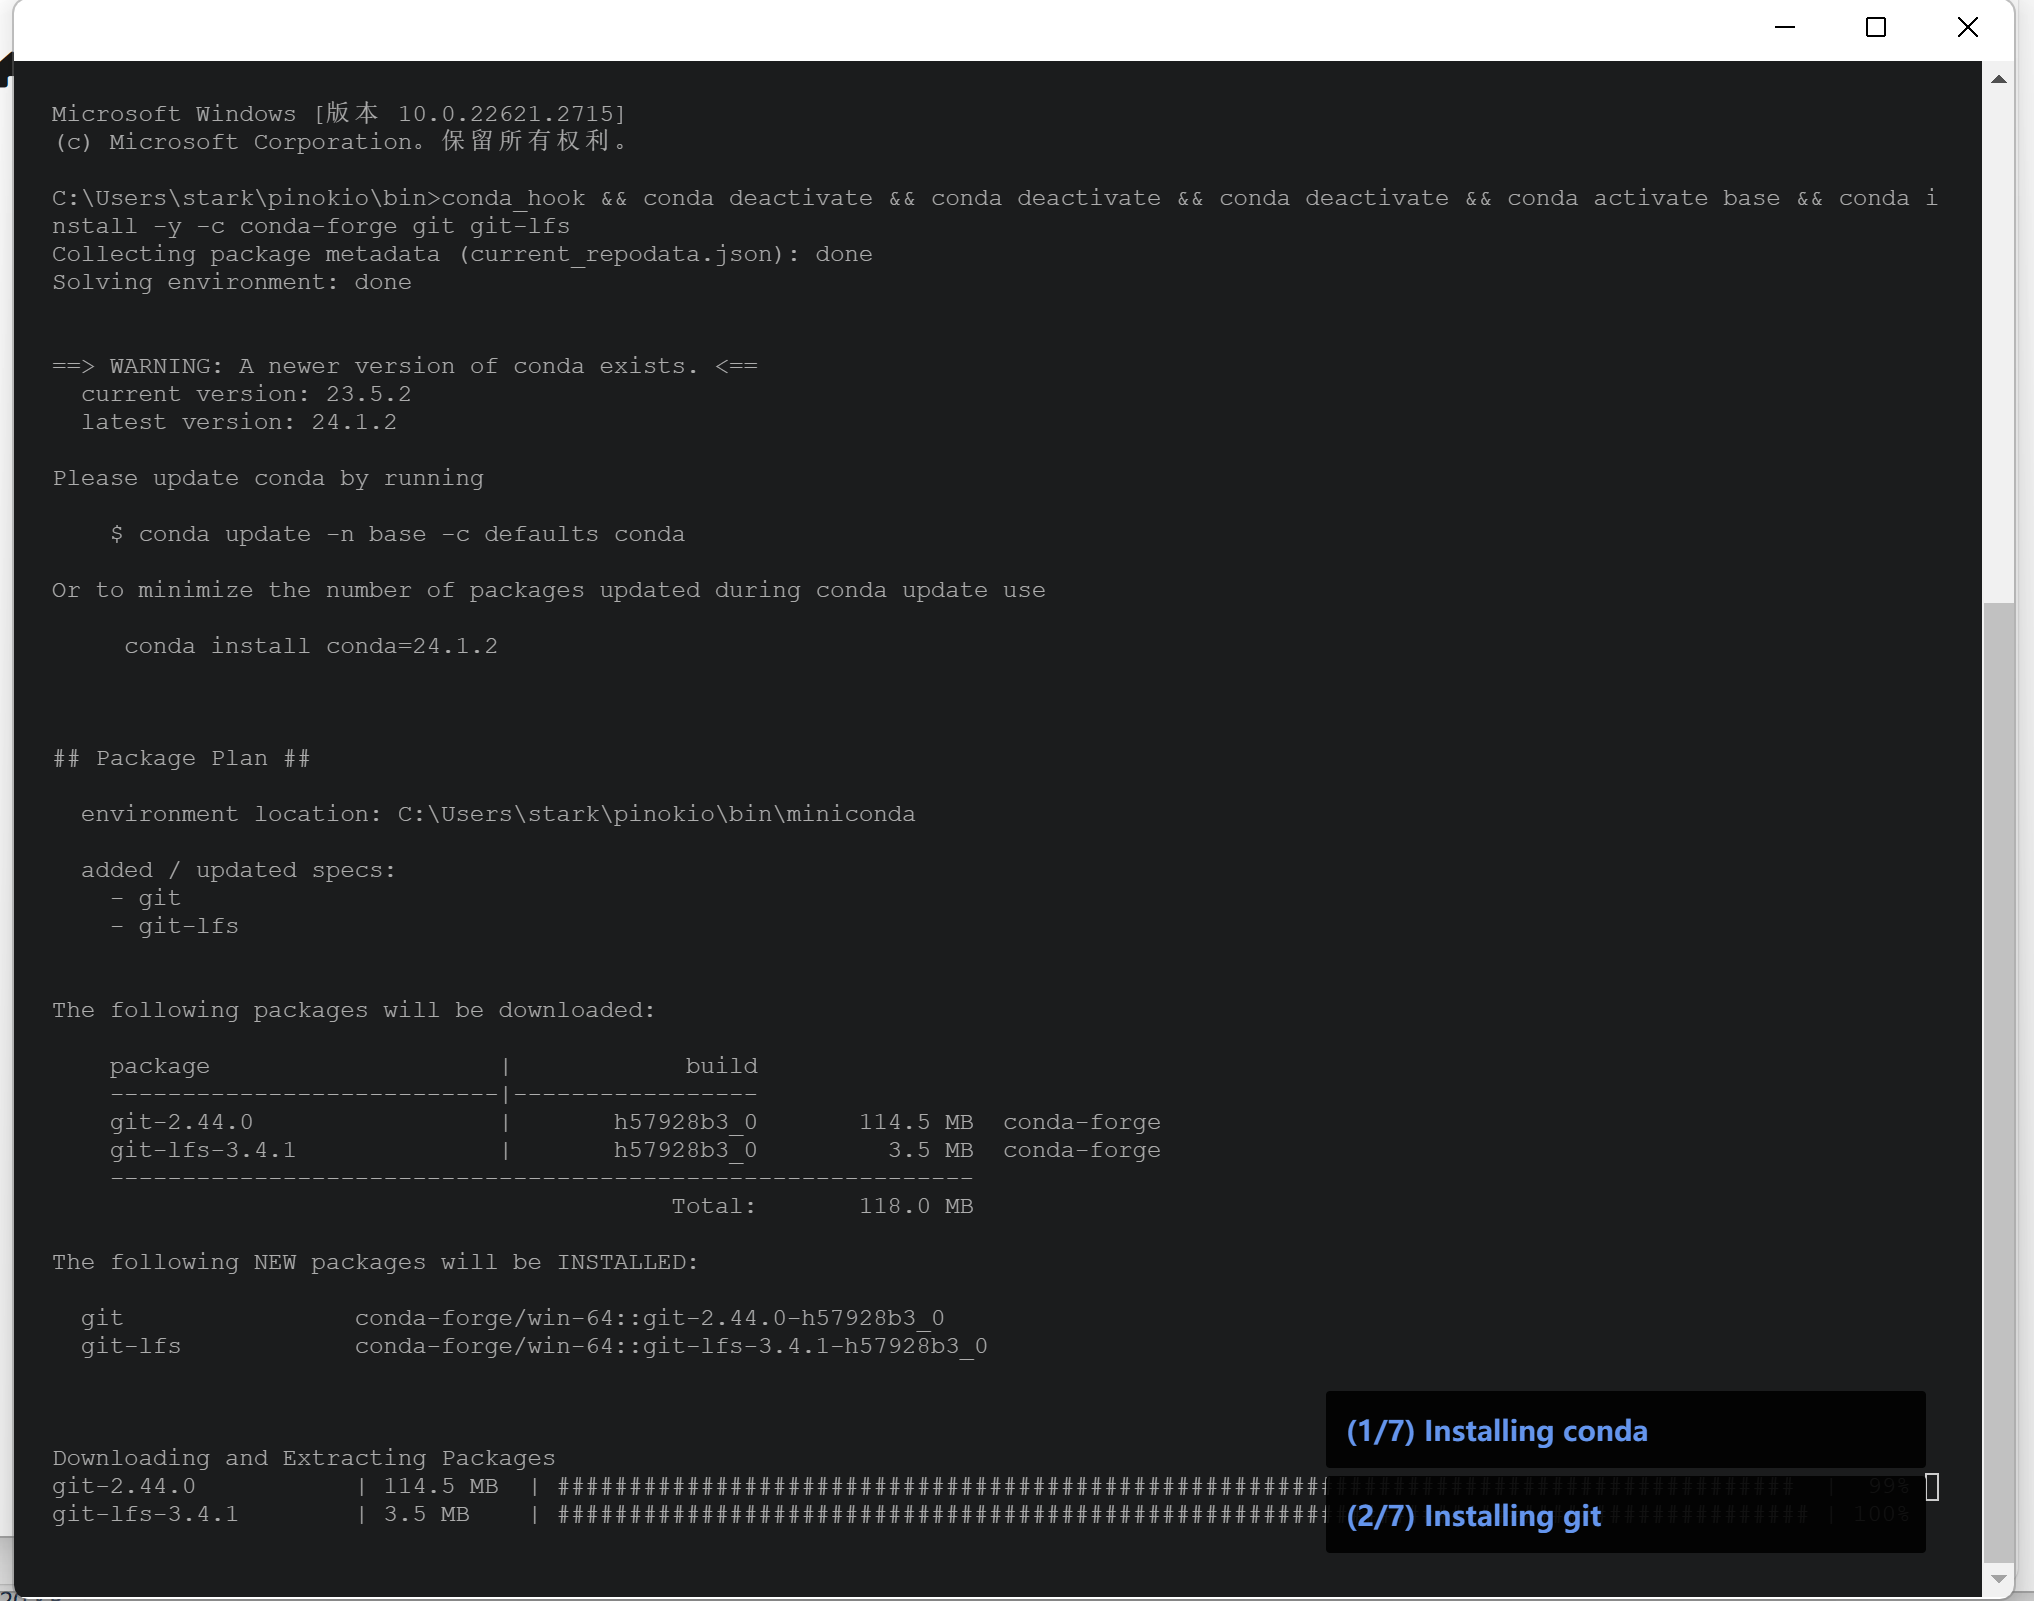 Microsoft Windows [版本 10.0.22621.2715]
(c) Microsoft Corporation。保留所有权利。
C:\Users\stark\pinokio\bin>conda_hook && conda deactivate && conda deactivate && conda deactivate && conda activate base && conda i
nstall -y -c conda-forge git git-lfs
Collecting package metadata (current_repodata.json): done
Solving environment: done
==> WARNING: A newer version of conda exists. <==
current version: 23.5.2
latest version: 24.1.2
Please update conda by running
$ conda update -n base -c defaults conda
Or to minimize the number of packages updated during conda update use
conda install conda=24.1.2
## Package Plan ##
environment location: C:\Users\stark\pinokio\bin\miniconda
added / updated specs:
- git
- git-lfs
The following packages will be downloaded:
package | build
---------------------------|-----------------
git-2.44.0 | h57928b3_0 114.5 MB conda-forge
git-lfs-3.4.1 | h57928b3_0 3.5 MB conda-forge
------------------------------------------------------------
Total: 118.0 MB
The following NEW packages will be INSTALLED:
git conda-forge/win-64::git-2.44.0-h57928b3_0
git-lfs conda-forge/win-64::git-lfs-3.4.1-h57928b3_0
(1/7) Installing conda
Downloading and Extracting Packages
git-2.44.0 | 114.5 MB | ###################################################################################### | 99%
git-lfs-3.4.1 | 3.5 MB | ####################################################################################### | 100%
(2/7) Installing git